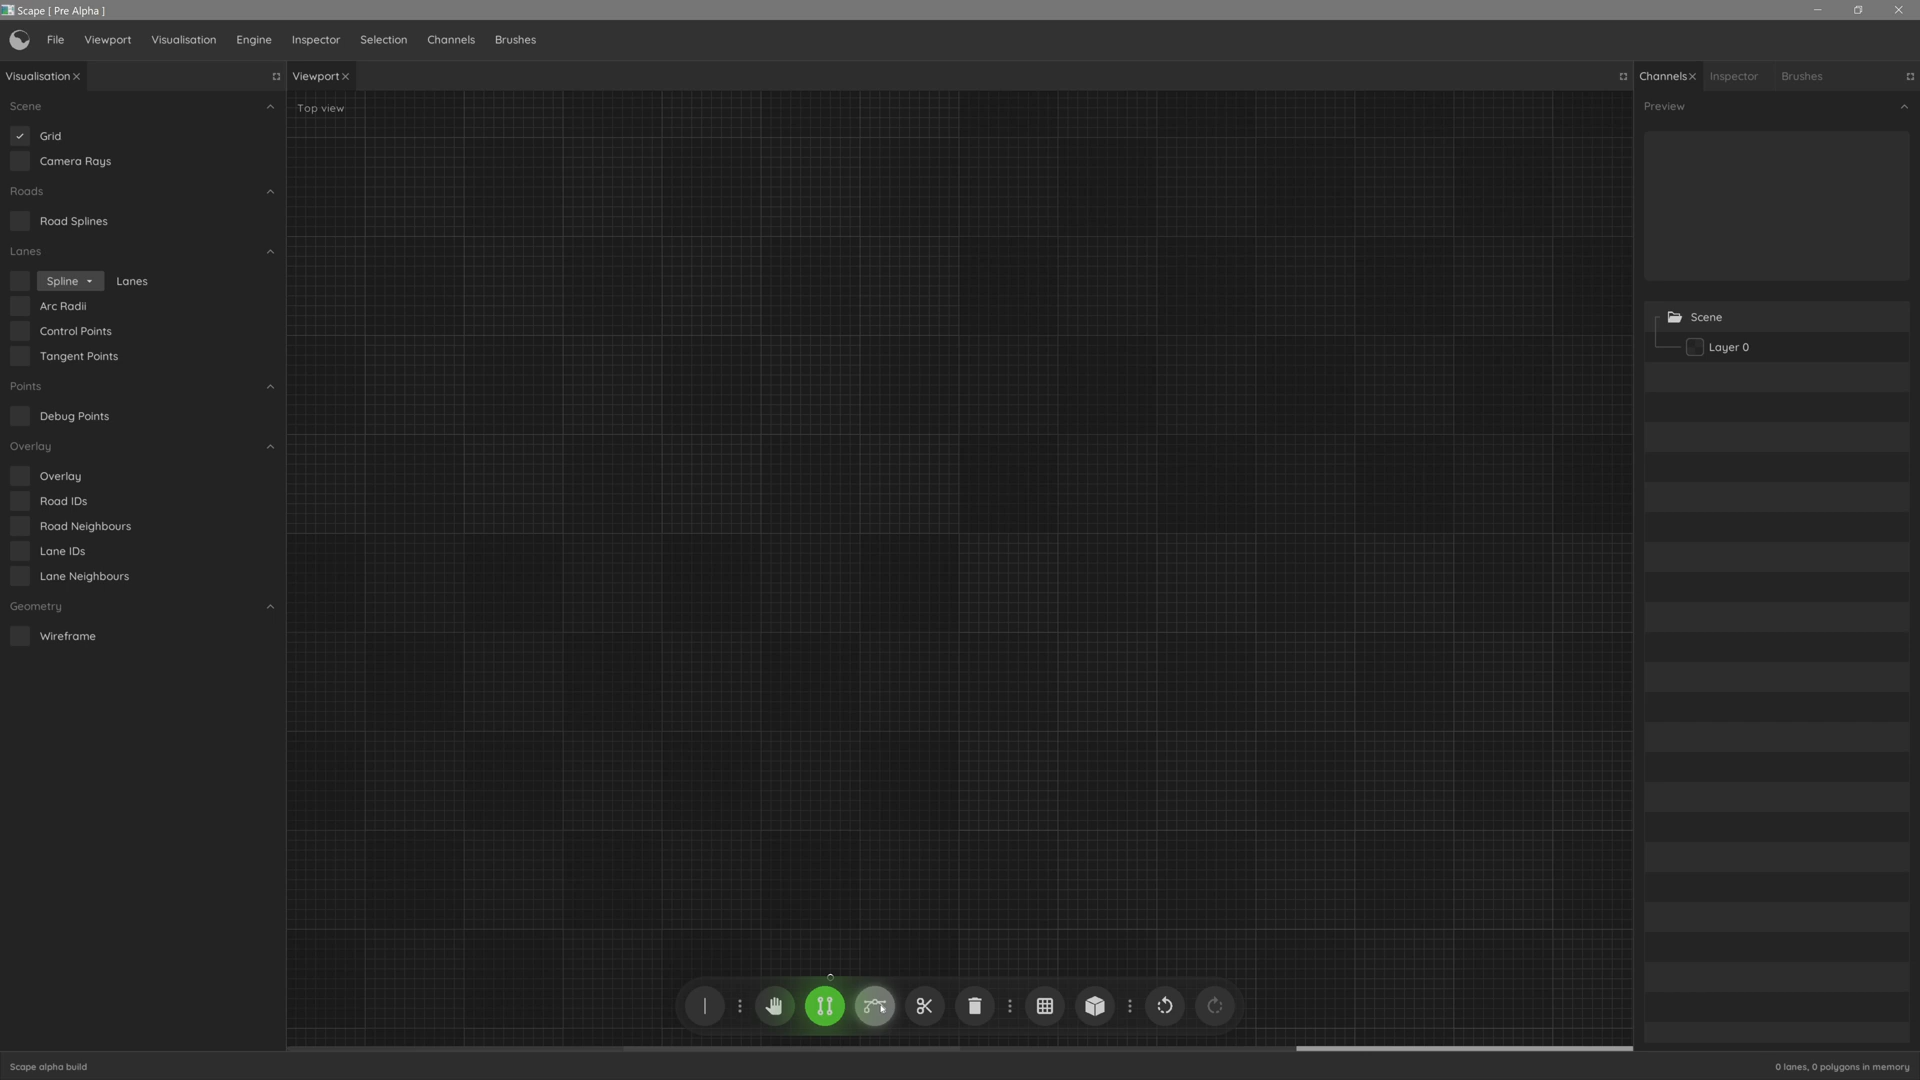 Scape [ Pre Alpha ]
File Viewport Visualisation Engine Inspector Selection Channels Brushes
Visualisation
Scene
Grid
Camera Rays
Roads
Road Splines
Lanes
Spline Lanes
Arc Radii
Control Points
Tangent Points
Points
Debug Points
Overlay
Overlay
Road IDs
Road Neighbours
Lane IDs
Lane Neighbours
Geometry
Wireframe
Viewport
Top view
Channels Inspector Brushes
Preview
Scene
Layer 0
Scape alpha build
0 lanes, 0 polygons in memory